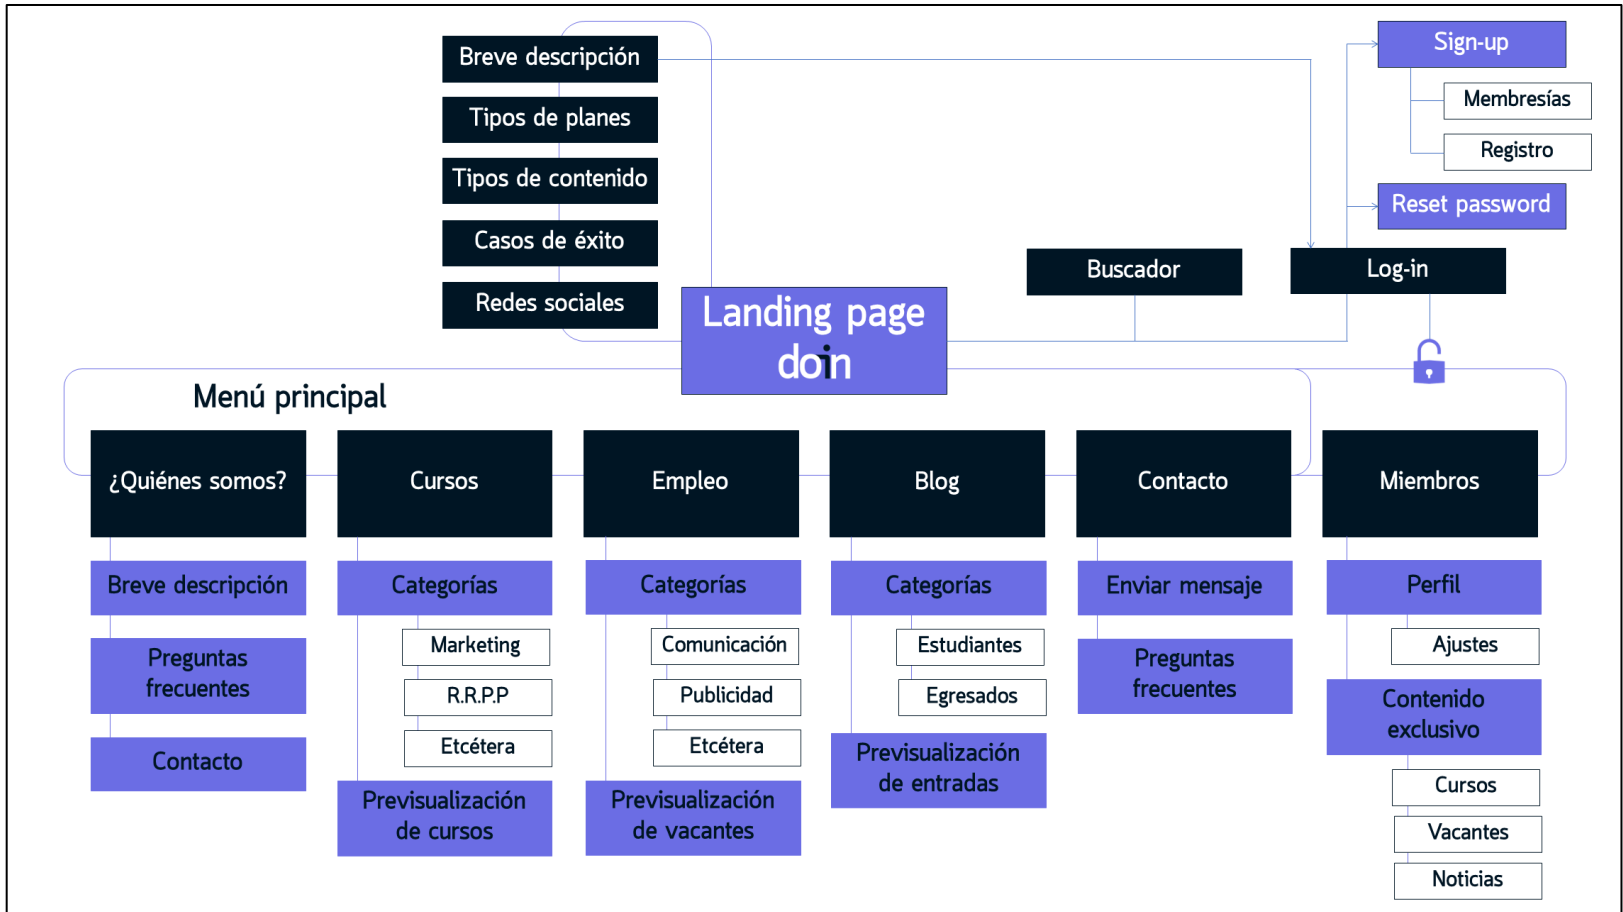 Breve descripción
Tipos de planes
Tipos de contenido
Casos de éxito
Redes sociales
Landing page
doin
Buscador
Log-in
Sign-up
Membresías
Registro
Reset password
Menú principal
¿Quiénes somos?
Breve descripción
Preguntas
frecuentes
Contacto
Cursos
Categorías
Marketing
R.R.P.P
Etcétera
Previsualización
de cursos
Empleo
Categorías
Comunicación
Publicidad
Etcétera
Previsualización
de vacantes
Blog
Categorías
Estudiantes
Egresados
Previsualización
de entradas
Contacto
Enviar mensaje
Preguntas
frecuentes
Miembros
Perfil
Ajustes
Contenido
exclusivo
Cursos
Vacantes
Noticias